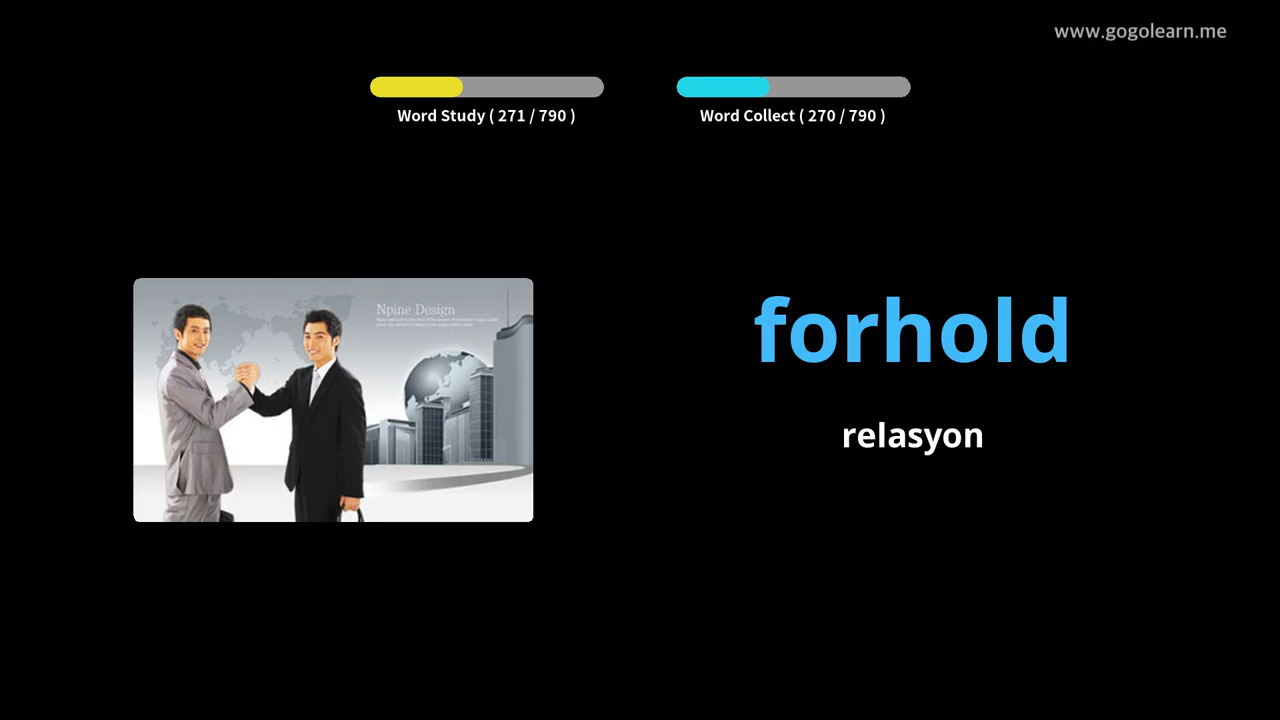 www.gogolearn.me
Word Study ( 271 / 790 )
Word Collect ( 270 / 790 )
Npine Design
forhold
relasyon